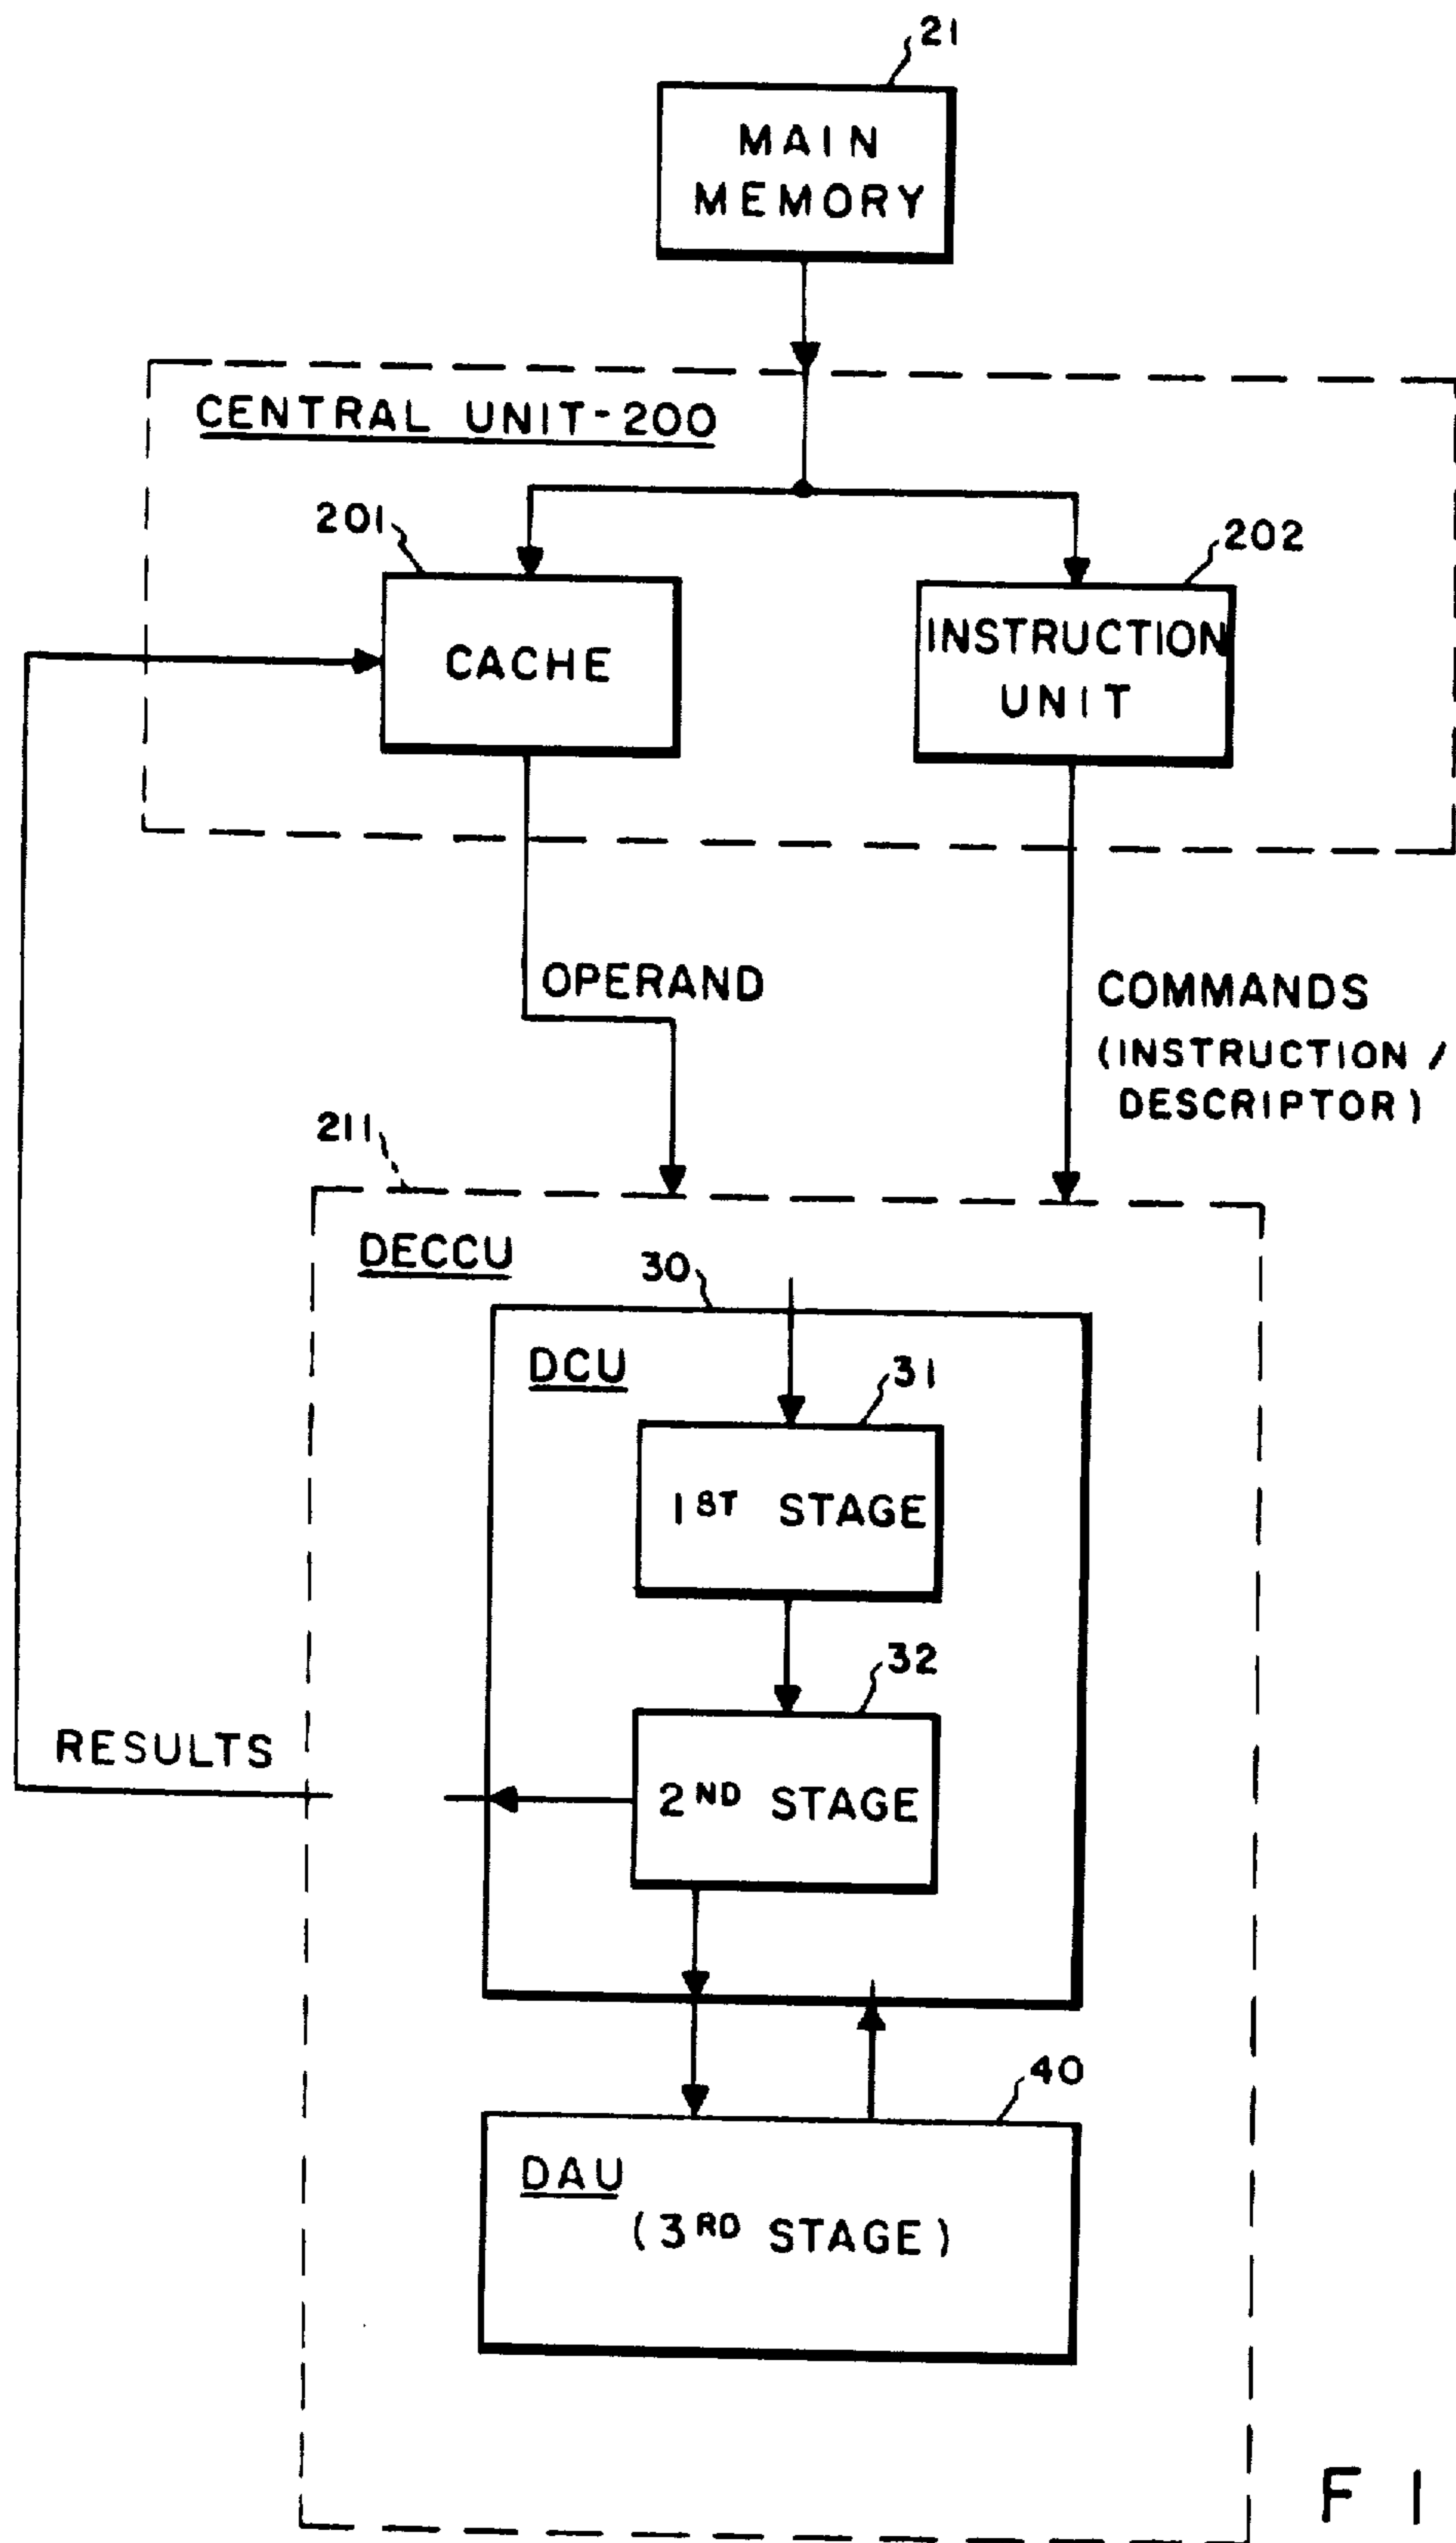 21
MAIN
MEMORY
CENTRAL UNIT-200
201
202
CACHE
INSTRUCTION
UNIT
OPERAND
COMMANDS
(INSTRUCTION /
DESCRIPTOR)
211
DECCU
30
DCU
31
1ST STAGE
32
RESULTS
2ND STAGE
40
DAU
(3RD STAGE)
F I